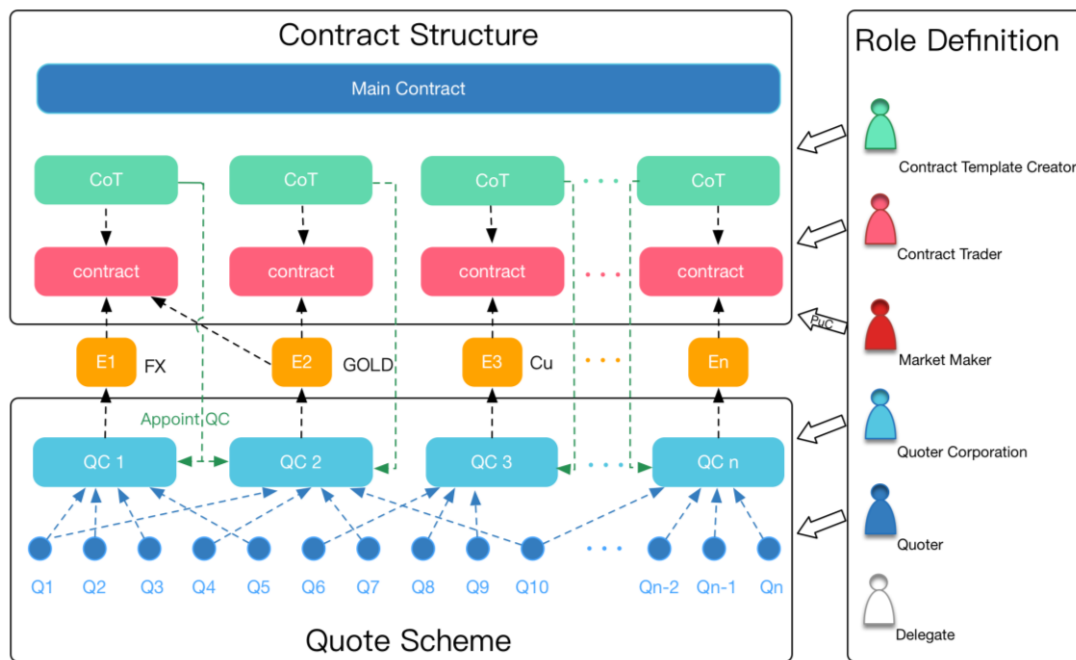 Contract Structure
Role Definition
Main Contract
Contract Template Creator
CoT
CoT
CoT
CoT
Contract Trader
contract
contract
contract
contract
PuC
Market Maker
E1
FX
E2
GOLD
E3
Cu
En
Appoint QC
Quoter Corporation
QC 1
QC 2
QC 3
QC n
Quoter
Q1
Q2
Q3
Q4
Q5
Q6
Q7
Q8
Q9
Q10
Qn-2
Qn-1
Qn
Delegate
Quote Scheme